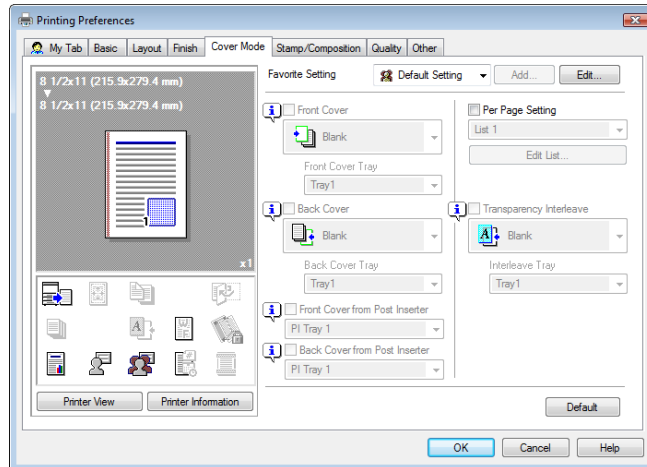 Printing Preferences
My Tab Basic Layout Finish Cover Mode Stamp/Composition Quality Other
8 1/2x11 (215.9x279.4 mm)
8 1/2x11 (215.9x279.4 mm)
1
x1
Printer View Printer Information
Favorite Setting Default Setting Add... Edit...
Front Cover
Blank
Front Cover Tray
Tray1
Back Cover
Blank
Back Cover Tray
Tray1
Front Cover from Post Inserter
PI Tray 1
Back Cover from Post Inserter
PI Tray 1
Per Page Setting
List 1
Edit List...
Transparency Interleave
Blank
Interleave Tray
Tray1
Default
OK Cancel Help